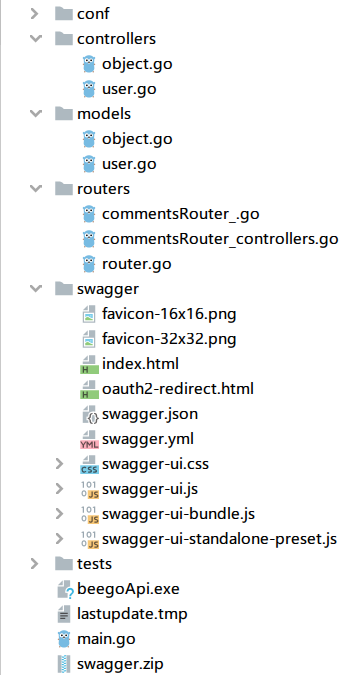 conf
controllers
object.go
user.go
models
object.go
user.go
routers
commentsRouter_.go
commentsRouter_controllers.go
router.go
swagger
favicon-16x16.png
favicon-32x32.png
index.html
oauth2-redirect.html
swagger.json
swagger.yml
swagger-ui.css
swagger-ui.js
swagger-ui-bundle.js
swagger-ui-standalone-preset.js
tests
beegoApi.exe
lastupdate.tmp
main.go
swagger.zip